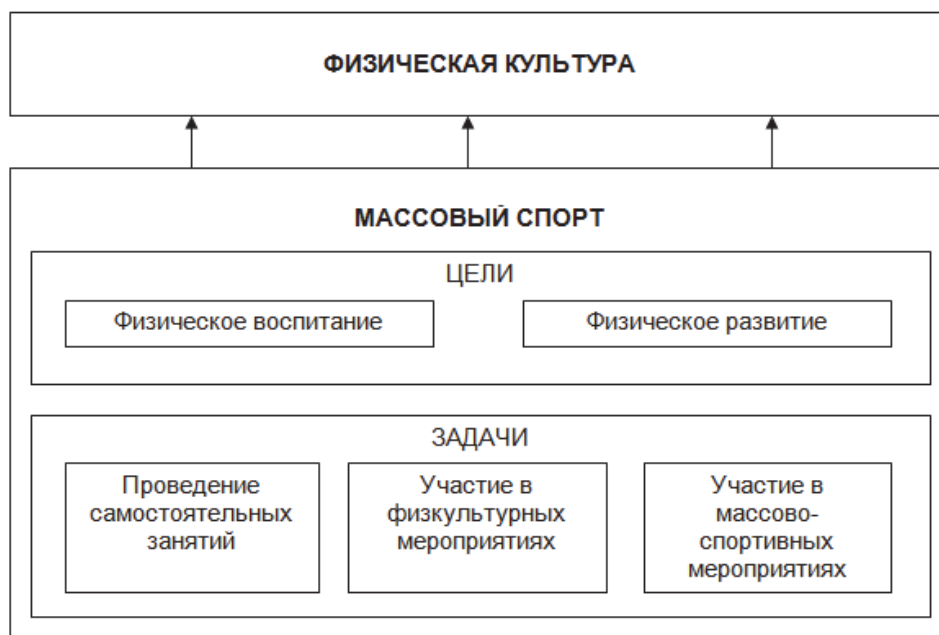 ФИЗИЧЕСКАЯ КУЛЬТУРА
МАССОВЫЙ СПОРТ
ЦЕЛИ
Физическое воспитание
Физическое развитие
ЗАДАЧИ
Проведение
самостоятельных
занятий
Участие в
физкультурных
мероприятиях
Участие в
массово-
спортивных
мероприятиях